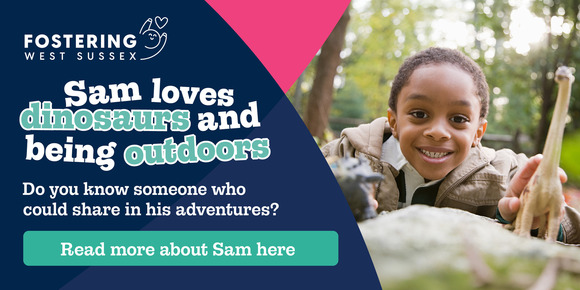 FOSTERING
WEST SUSSEX
Sam loves
dinosaurs and
being outdoors
Do you know someone who
could share in his adventures?
Read more about Sam here